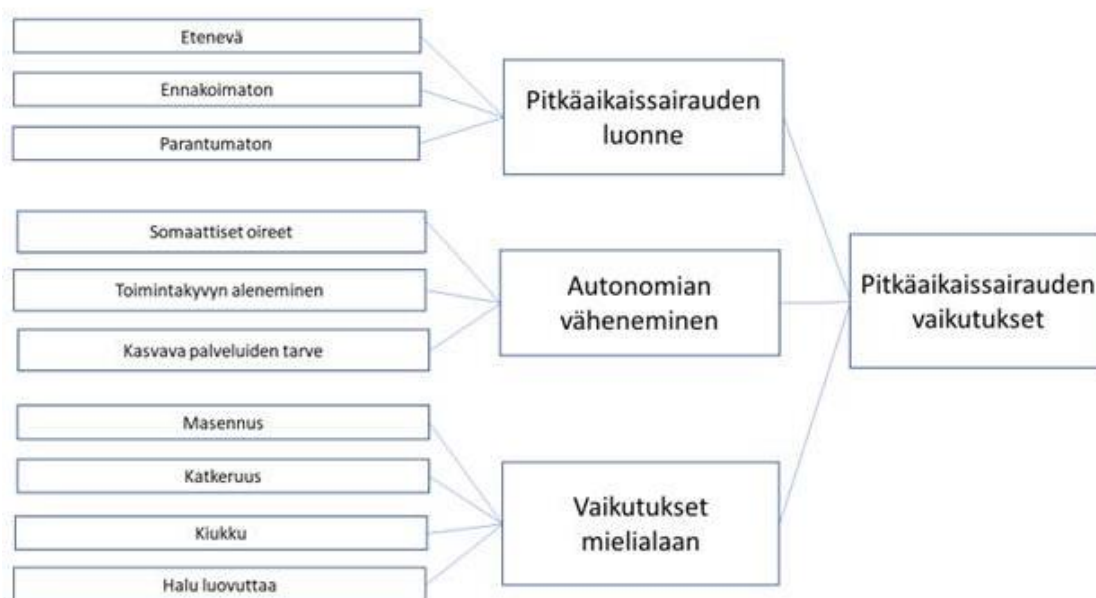 Etenevä
Ennakoimaton
Parantumaton
Pitkäaikaissairauden
luonne
Somaattiset oireet
Toimintakyvyn aleneminen
Kasvava palveluiden tarve
Autonomian
väheneminen
Masennus
Katkeruus
Kiukku
Halu luovuttaa
Vaikutukset
mielialaan
Pitkäaikaissairauden
vaikutukset